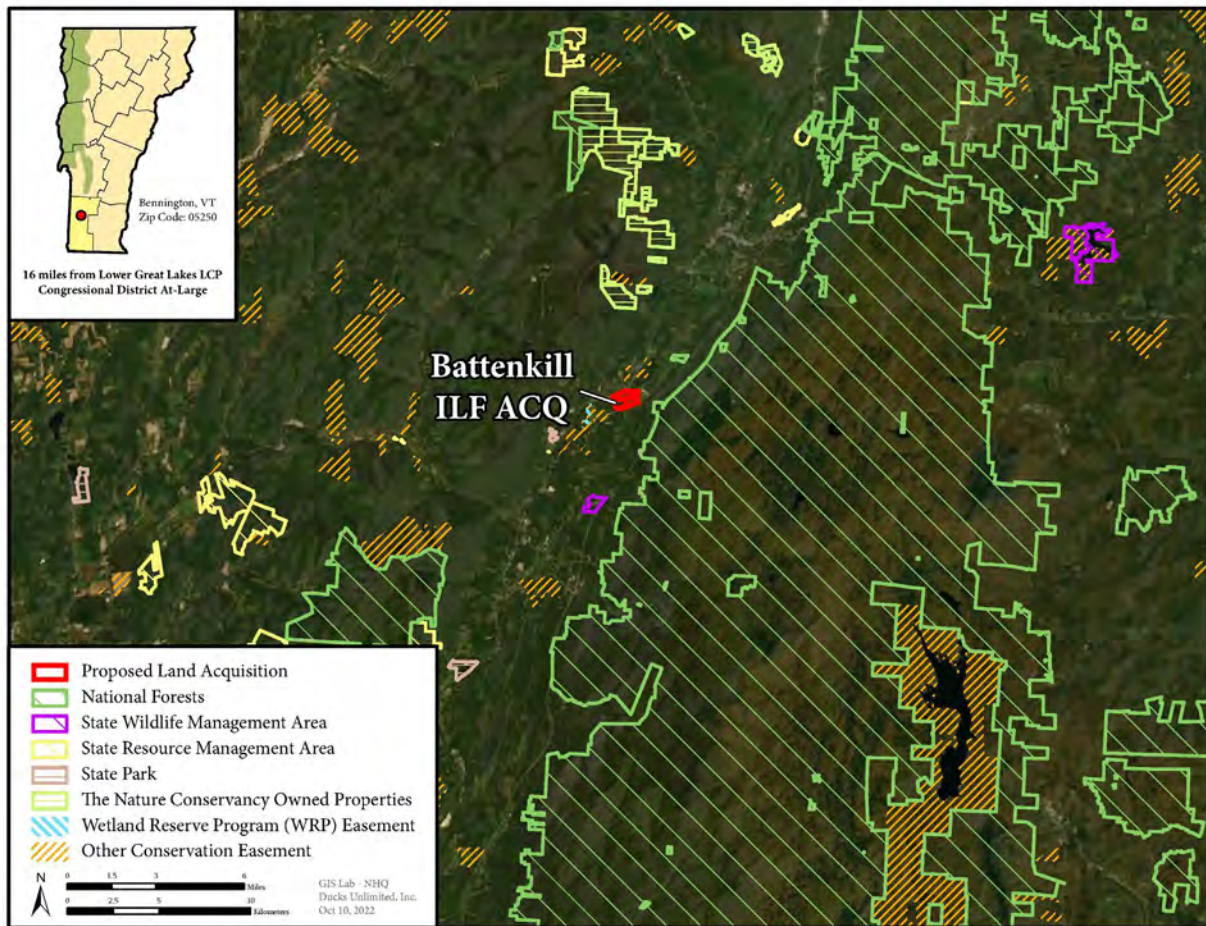 Bennington, VT
Zip Code: 05250
16 miles from Lower Great Lakes LCP
Congressional District At-Large
Battenkill
ILF ACQ
Proposed Land Acquisition
National Forests
State Wildlife Management Area
State Resource Management Area
State Park
The Nature Conservancy Owned Properties
Wetland Reserve Program (WRP) Easement
Other Conservation Easement
N
0 1.5 3 6
Miles
0 2.5 5 10
Kilometers
GIS Lab - NHQ
Ducks Unlimited, Inc.
Oct 10, 2022